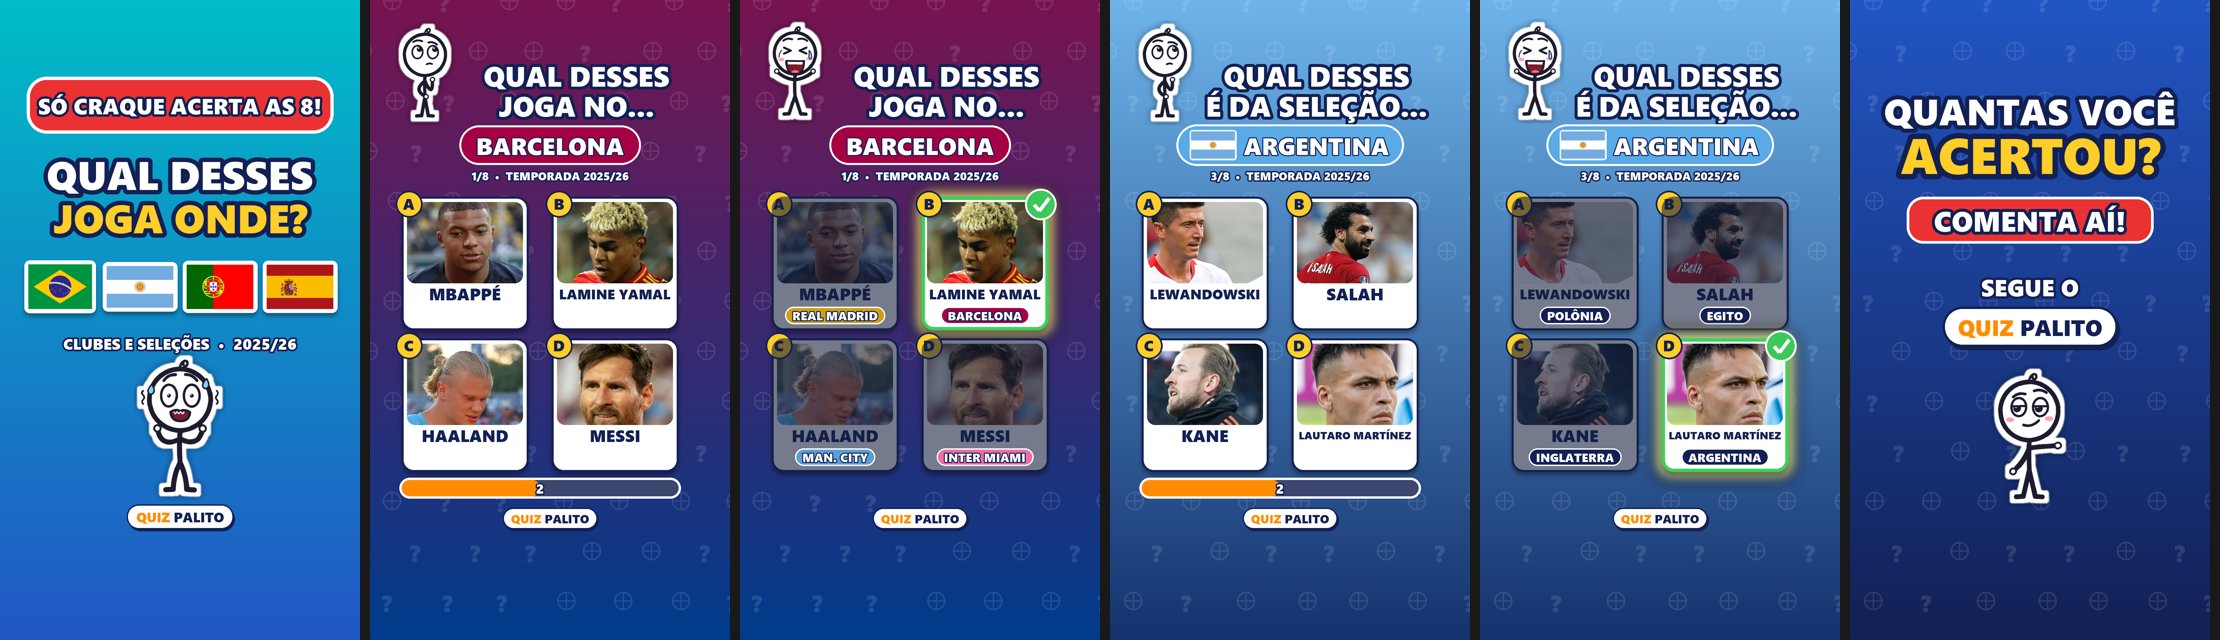 SÓ CRAQUE ACERTA AS 8!
QUAL DESSES
JOGA ONDE?
CLUBES E SELEÇÕES • 2025/26
QUIZ PALITO
QUAL DESSES
JOGA NO...
BARCELONA
1/8 • TEMPORADA 2025/26
A
B
MBAPPÉ
LAMINE YAMAL
C
D
HAALAND
MESSI
2
QUIZ PALITO
QUAL DESSES
JOGA NO...
BARCELONA
1/8 • TEMPORADA 2025/26
A
B
MBAPPÉ
LAMINE YAMAL
REAL MADRID
BARCELONA
C
D
HAALAND
MESSI
MAN. CITY
INTER MIAMI
QUIZ PALITO
QUAL DESSES
É DA SELEÇÃO...
ARGENTINA
3/8 • TEMPORADA 2025/26
A
B
LEWANDOWSKI
SALAH
C
D
KANE
LAUTARO MARTÍNEZ
2
QUIZ PALITO
QUAL DESSES
É DA SELEÇÃO...
ARGENTINA
3/8 • TEMPORADA 2025/26
A
B
LEWANDOWSKI
SALAH
POLÔNIA
EGITO
C
D
KANE
LAUTARO MARTÍNEZ
INGLATERRA
ARGENTINA
QUIZ PALITO
QUANTAS VOCÊ
ACERTOU?
COMENTA AÍ!
SEGUE O
QUIZ PALITO